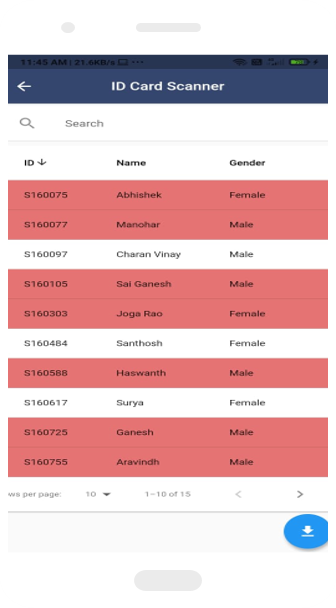 11:45 AM | 21.6KB/s ···
ID Card Scanner
Search
ID Name Gender
S160075 Abhishek Female
S160077 Manohar Male
S160097 Charan Vinay Male
S160105 Sai Ganesh Male
S160303 Joga Rao Female
S160484 Santhosh Female
S160588 Haswanth Male
S160617 Surya Female
S160725 Ganesh Male
S160755 Aravindh Male
ws per page: 10 1-10 of 15